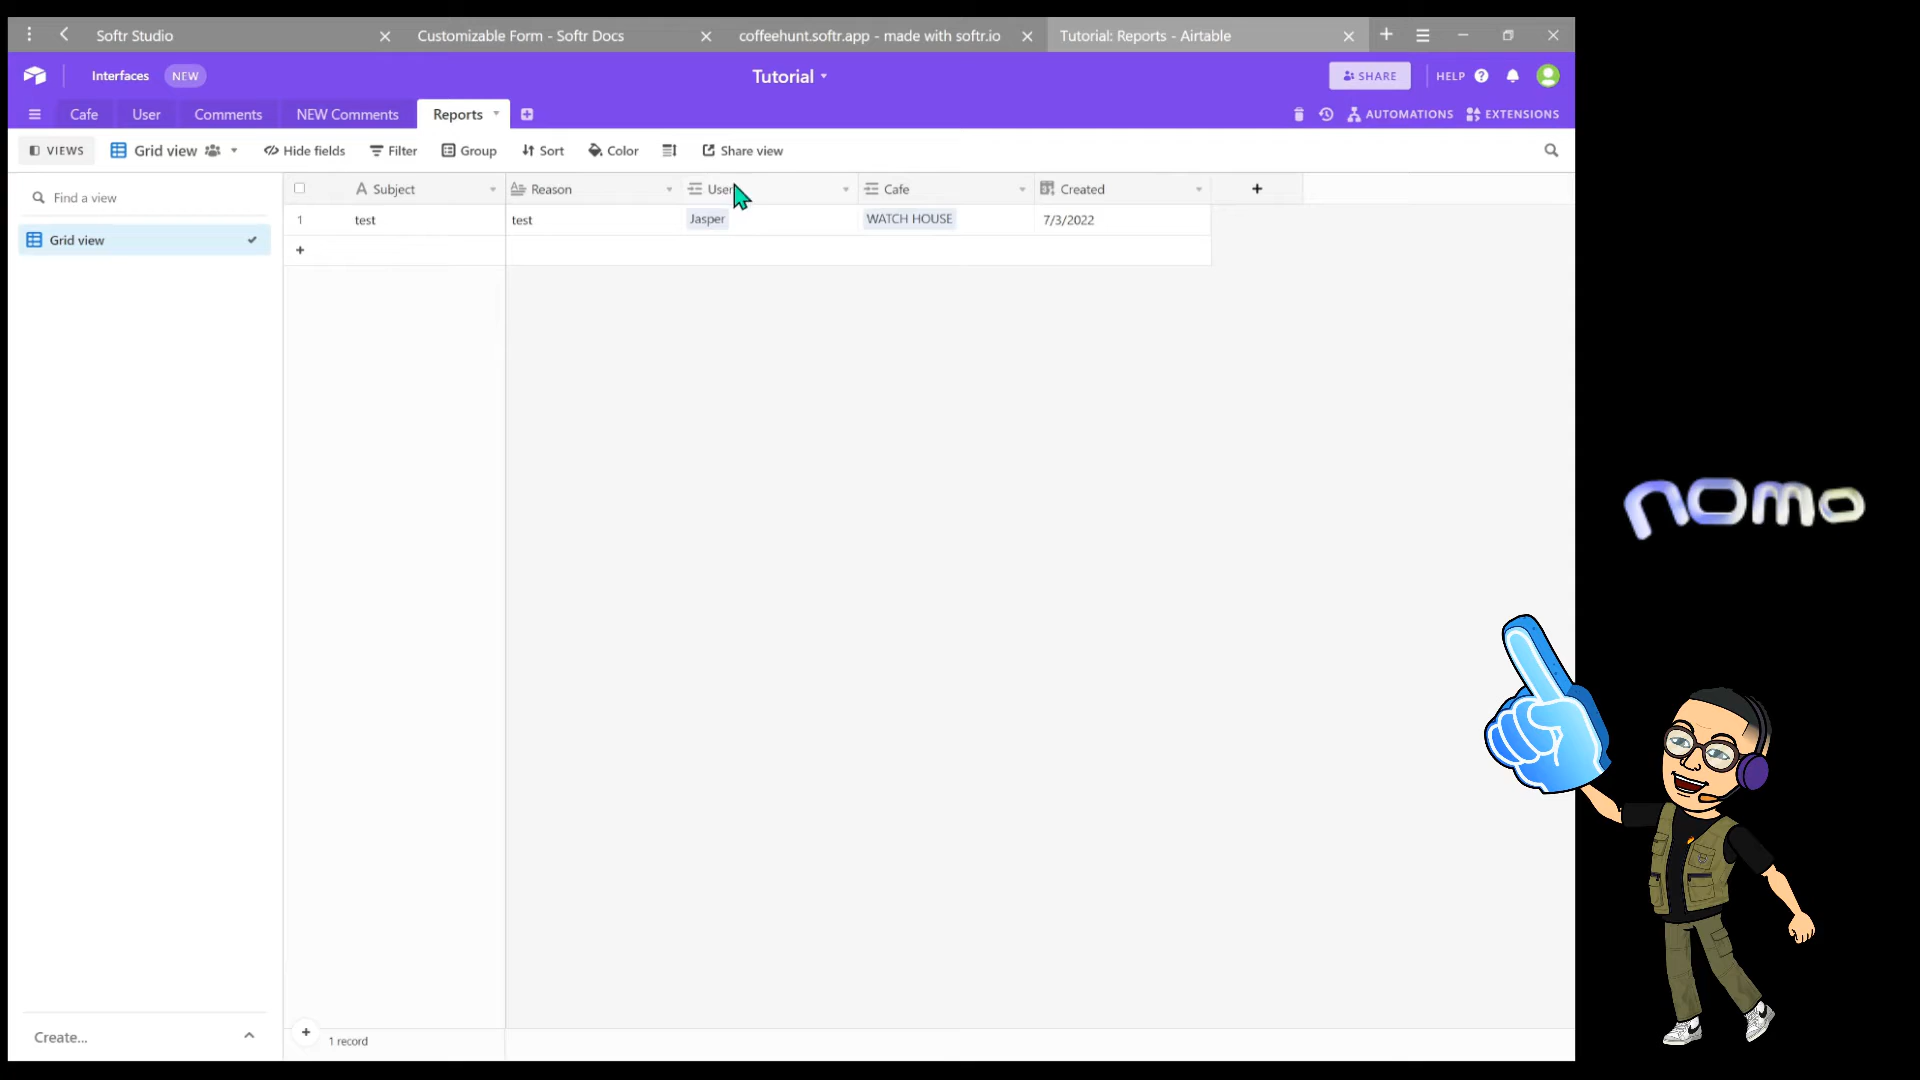 Softr Studio
Customizable Form - Softr Docs
coffeehunt.softr.app - made with softr.io
Tutorial: Reports - Airtable
Interfaces NEW
Tutorial
SHARE
HELP
Cafe
User
Comments
NEW Comments
Reports
AUTOMATIONS
EXTENSIONS
VIEWS
Grid view
Hide fields
Filter
Group
Sort
Color
Share view
Find a view
Grid view
Subject
Reason
User
Cafe
Created
1
test
test
Jasper
WATCH HOUSE
7/3/2022
nomo
Create...
1 record